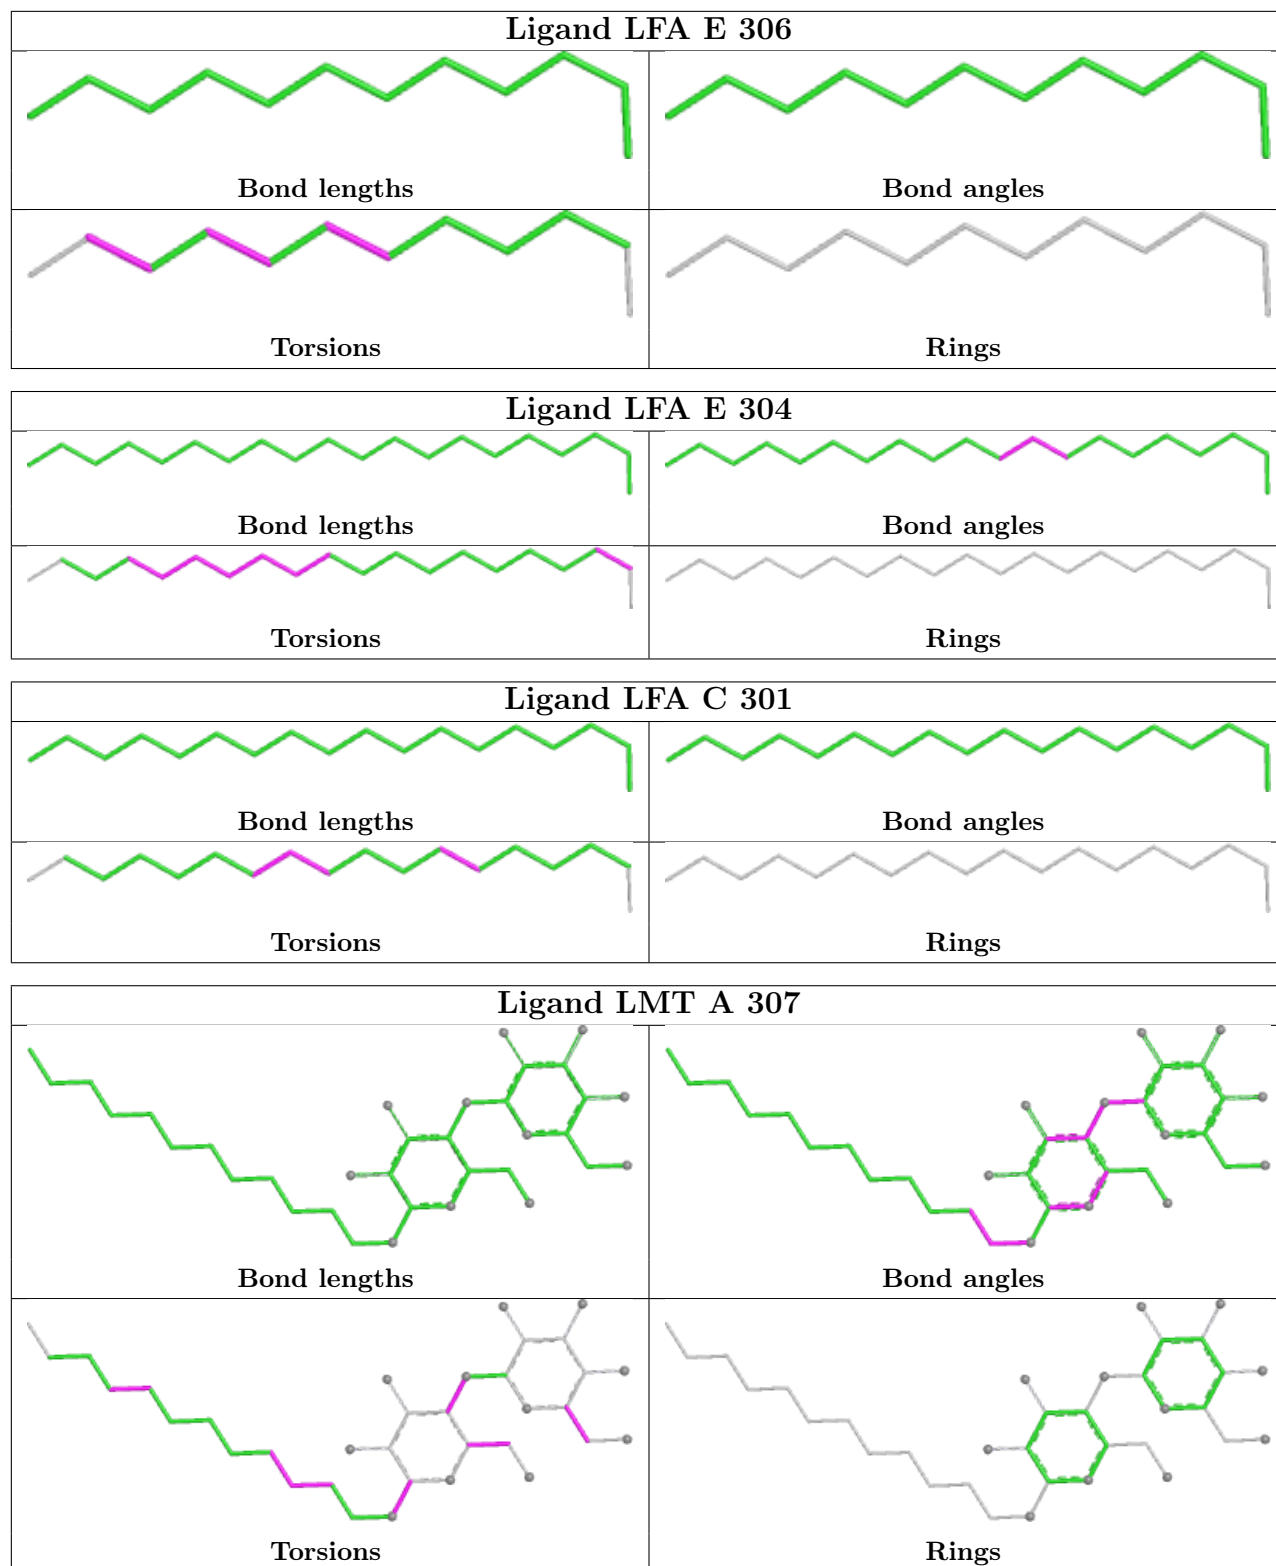 Ligand LFA E 306
Bond lengths
Bond angles
Torsions
Rings
Ligand LFA E 304
Bond lengths
Bond angles
Torsions
Rings
Ligand LFA C 301
Bond lengths
Bond angles
Torsions
Rings
Ligand LMT A 307
Bond lengths
Bond angles
Torsions
Rings